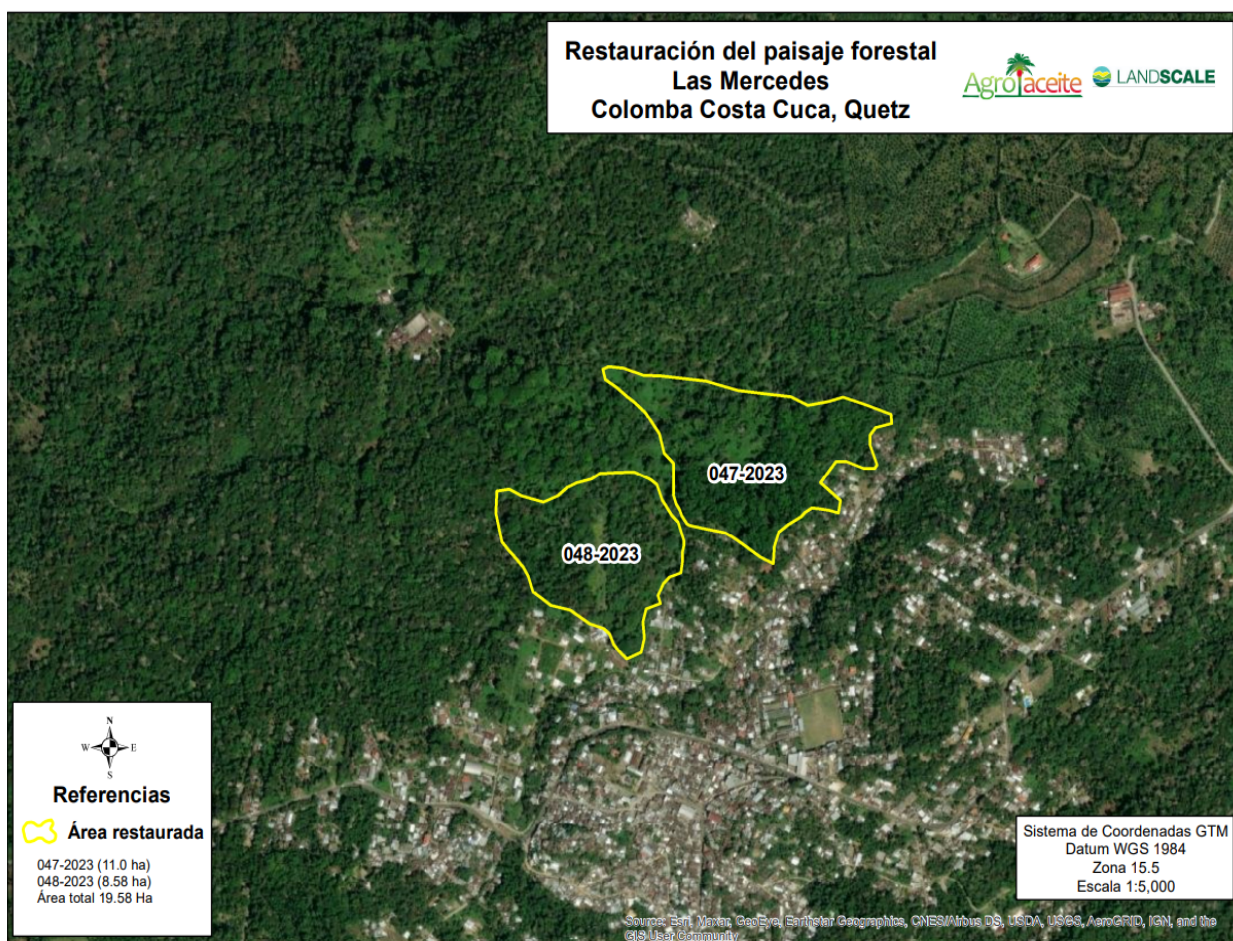 Restauración del paisaje forestal
Las Mercedes
Colomba Costa Cuca, Quetz
Agroaceite
LANDSCALE
047-2023
048-2023
N
W E
S
Referencias
Área restaurada
047-2023 (11.0 ha)
048-2023 (8.58 ha)
Área total 19.58 Ha
Sistema de Coordenadas GTM
Datum WGS 1984
Zona 15.5
Escala 1:5,000
Source: Esri, Maxar, GeoEye, Earthstar Geographics, CNES/Airbus DS, USDA, USGS, AeroGRID, IGN, and the
GIS User Community